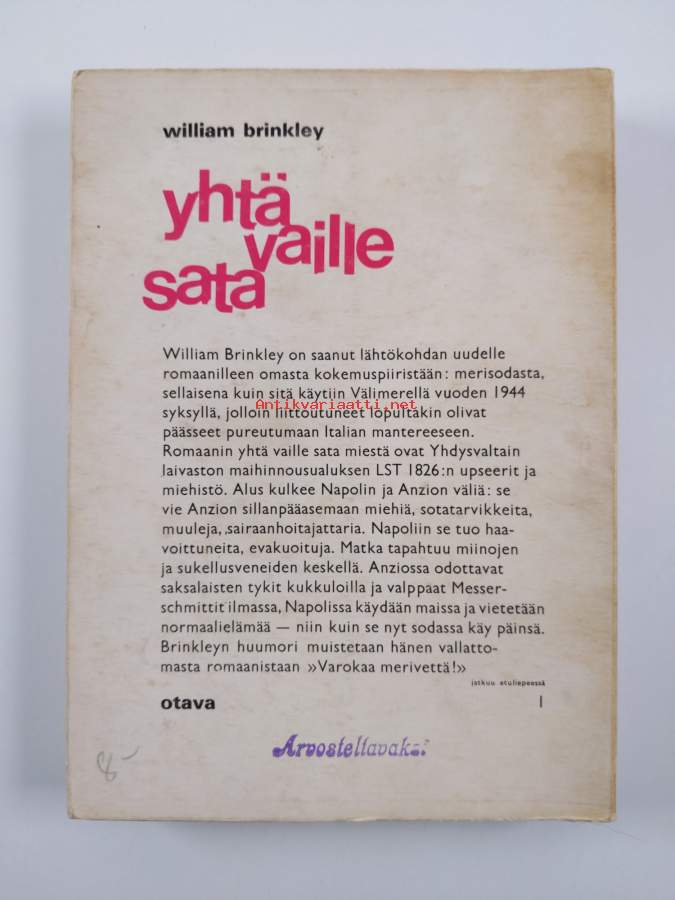 william brinkley
yhtä
vaille
sata
William Brinkley on saanut lähtökohdan uudelle
romaanilleen omasta kokemuspiiristään: merisodasta,
sellaisena kuin sitä käytiin Välimerellä vuoden 1944
Antikvariaatti.net
syksyllä, jolloin liittoutuneet lopultakin olivat
päässeet pureutumaan Italian mantereeseen.
Romaanin yhtä vaille sata miestä ovat Yhdysvaltain
laivaston maihinnousualuksen LST 1826:n upseerit ja
miehistö. Alus kulkee Napolin ja Anzion väliä: se
vie Anzion sillanpääasemaan miehiä, sotatarvikkeita,
muuleja, sairaanhoitajattaria. Napoliin se tuo haa-
voittuneita, evakuoituja. Matka tapahtuu miinojen
ja sukellusveneiden keskellä. Anziossa odottavat
saksalaisten tykit kukkuloilla ja valppaat Messer-
schmittit ilmassa, Napolissa käydään maissa ja vietetään
normaalielämää — niin kuin se nyt sodassa käy päinsä.
Brinkleyn huumori muistetaan hänen vallatto-
masta romaanistaan »Varokaa merivettä!»
jatkuu etuliepeessä
otava
I
Arvosteltavaksi
8-